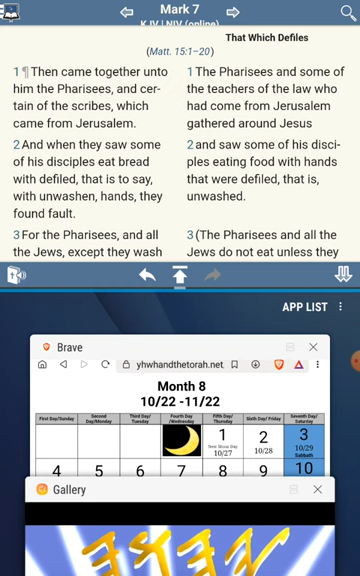 Mark 7
KJV | NIV (online)
That Which Defiles
(Matt. 15:1–20)
1 ¶ Then came together unto
him the Pharisees, and cer-
tain of the scribes, which
came from Jerusalem.
2 And when they saw some
of his disciples eat bread
with defiled, that is to say,
with unwashen, hands, they
found fault.
3 For the Pharisees, and all
the Jews, except they wash
1 The Pharisees and some of
the teachers of the law who
had come from Jerusalem
gathered around Jesus
2 and saw some of his disci-
ples eating food with hands
that were defiled, that is,
unwashed.
3 (The Pharisees and all the
Jews do not eat unless they
APP LIST
Brave
yhwhandthetorah.net
Month 8
10/22 -11/22
First Day/Sunday
Second Day/Monday
Third Day/ Tuesday
Fourth Day /Wednesday
Fifth Day/ Thursday
Sixth Day/ Friday
Seventh Day/ Saturday
1
New Moon Day
10/27
2
10/28
3
10/29
Sabbath
4 5 6 7 8 9 10
Gallery